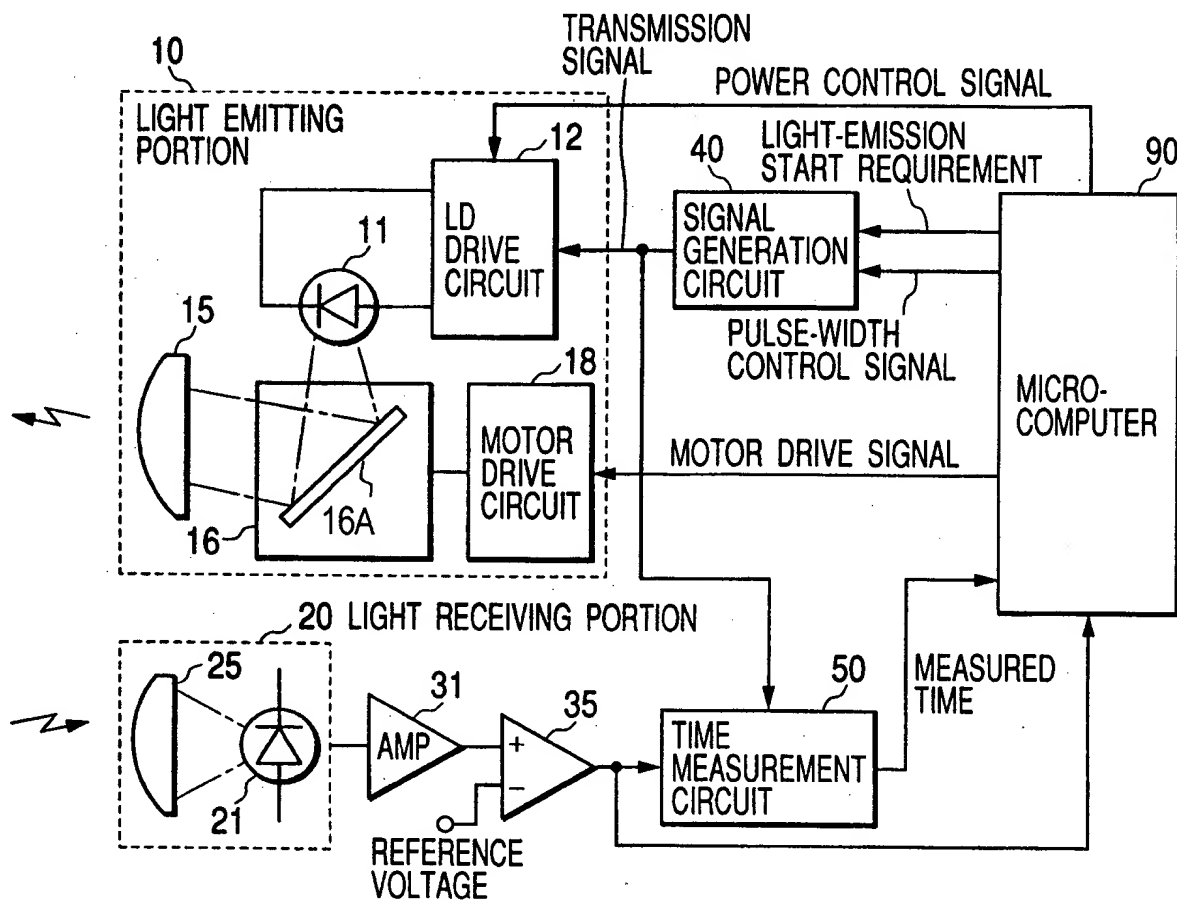 TRANSMISSION
SIGNAL
10
POWER CONTROL SIGNAL
LIGHT EMITTING
PORTION
12
LIGHT-EMISSION
START REQUIREMENT
40
90
11
LD
DRIVE
CIRCUIT
SIGNAL
GENERATION
CIRCUIT
15
PULSE-WIDTH
CONTROL SIGNAL
18
MICRO-
COMPUTER
MOTOR
DRIVE
CIRCUIT
MOTOR DRIVE SIGNAL
16A
16
20 LIGHT RECEIVING PORTION
25
31
35
50
MEASURED
TIME
AMP
+
−
TIME
MEASUREMENT
CIRCUIT
21
REFERENCE
VOLTAGE